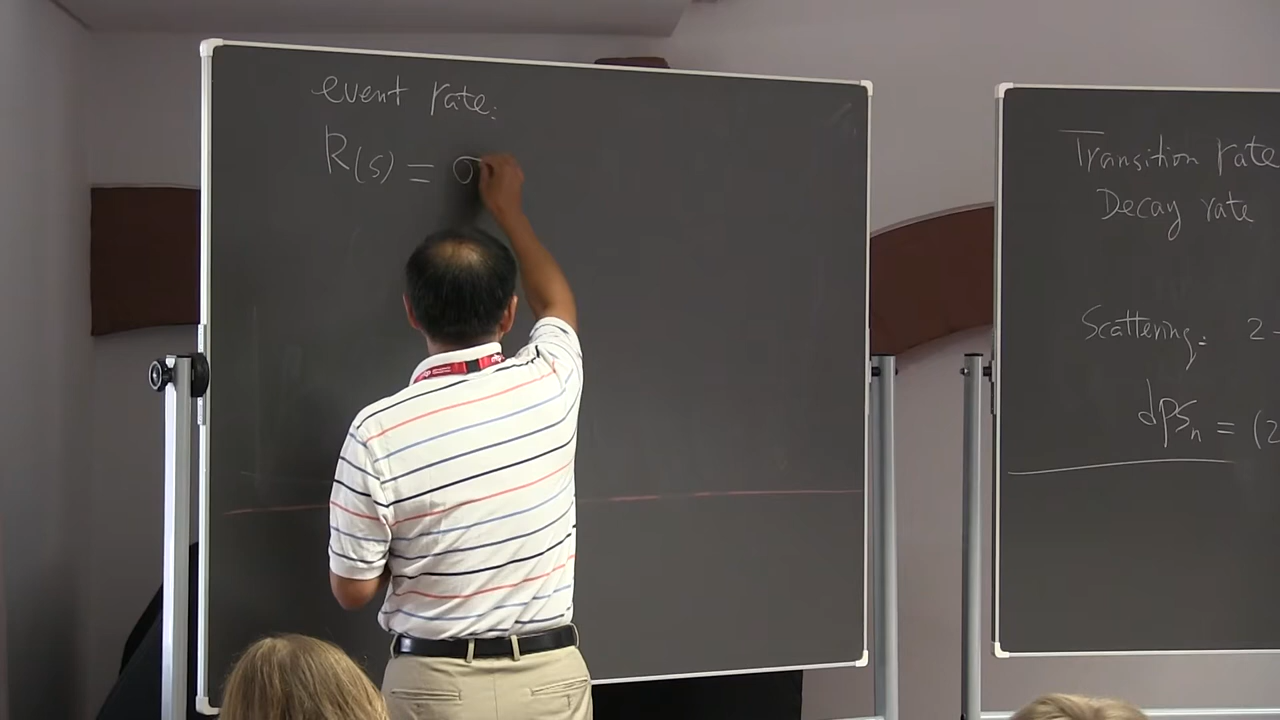 event rate:
R(s) = σ
Transition rate
Decay rate
Scattering: 2-
dPS_n = (2